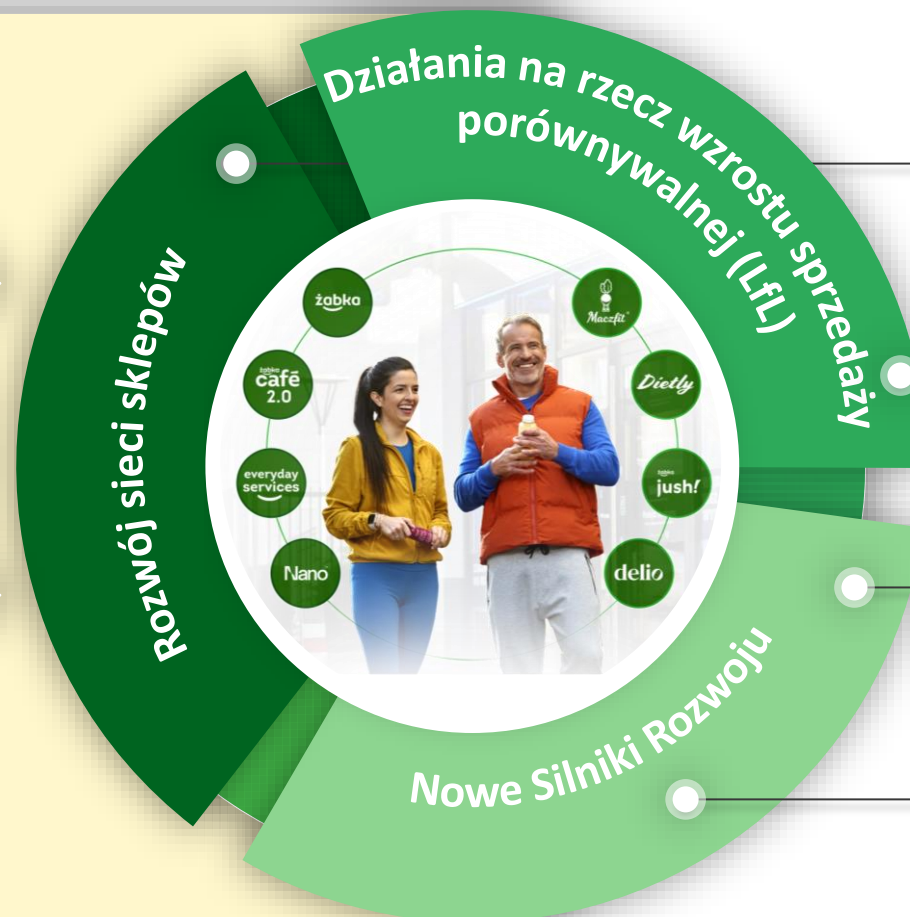 Działania na rzecz wzrostu sprzedaży
porównywalnej (LfL)
Rozwój sieci sklepów
żabka
żabka
café
2.0
everyday
services
Nano
Maczfit
Dietly
żabka
jush!
delio
Nowe Silniki Rozwoju